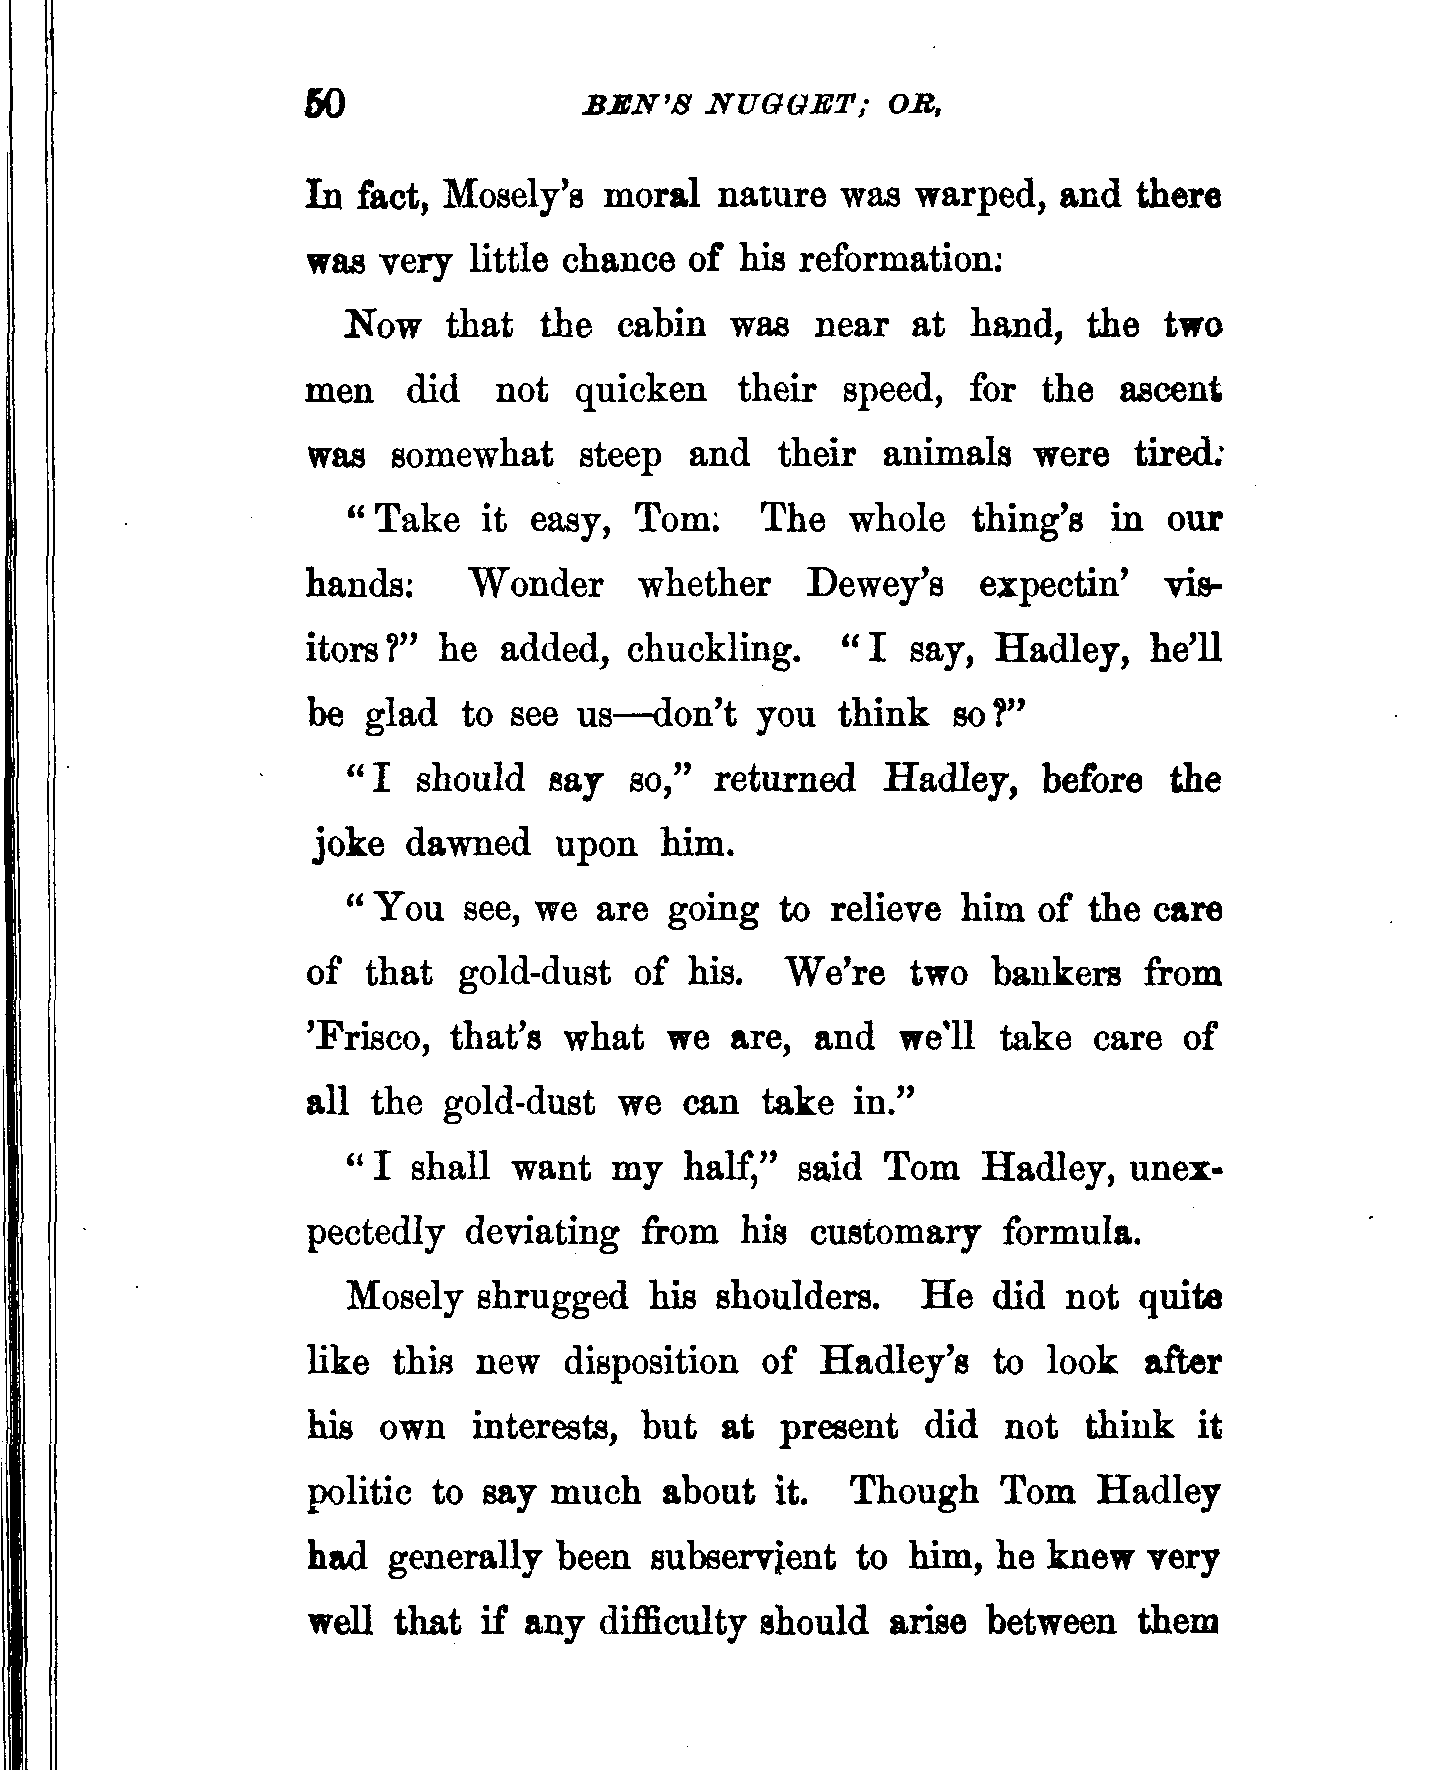 50 BEN'S NUGGET; OR,
In fact, Mosely's moral nature was warped, and there
was very little chance of his reformation:
Now that the cabin was near at hand, the two
men did not quicken their speed, for the ascent
was somewhat steep and their animals were tired:
“Take it easy, Tom: The whole thing's in our
hands: Wonder whether Dewey's expectin' vis-
itors?” he added, chuckling. “I say, Hadley, he'll
be glad to see us—don't you think so?”
“I should say so,” returned Hadley, before the
joke dawned upon him.
“You see, we are going to relieve him of the care
of that gold-dust of his. We're two bankers from
'Frisco, that's what we are, and we'll take care of
all the gold-dust we can take in.”
“I shall want my half,” said Tom Hadley, unex-
pectedly deviating from his customary formula.
Mosely shrugged his shoulders. He did not quite
like this new disposition of Hadley's to look after
his own interests, but at present did not think it
politic to say much about it. Though Tom Hadley
had generally been subservient to him, he knew very
well that if any difficulty should arise between them